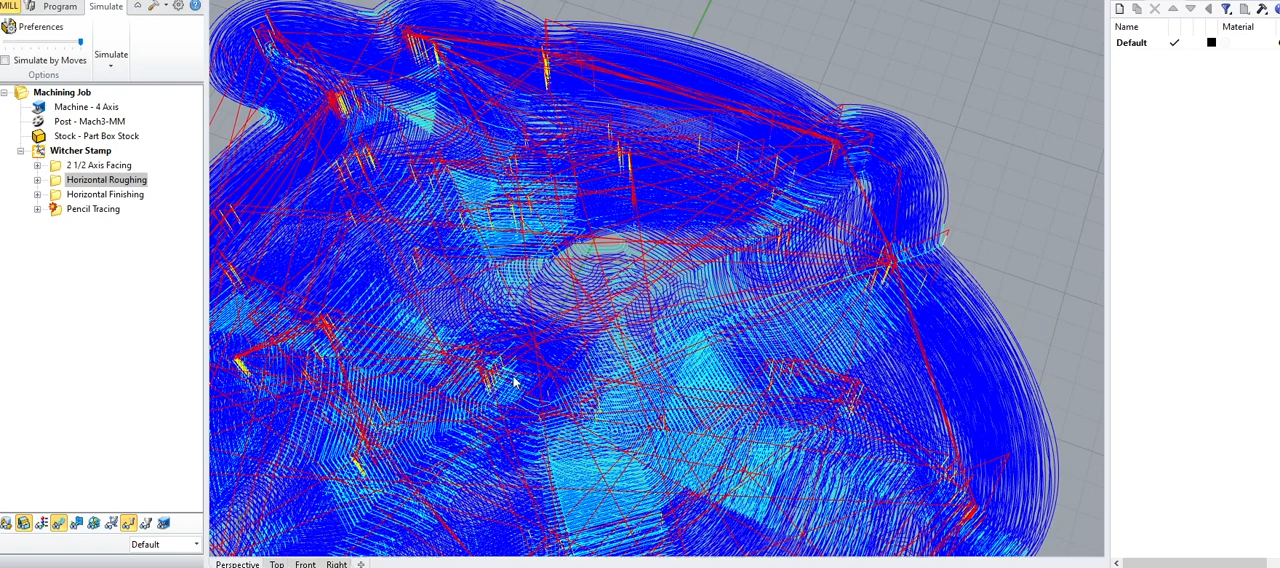 MILL Program Simulate
Preferences
Simulate by Moves
Simulate
Options
Machining Job
Machine - 4 Axis
Post - Mach3-MM
Stock - Part Box Stock
Witcher Stamp
2 1/2 Axis Facing
Horizontal Roughing
Horizontal Finishing
Pencil Tracing
Default
Perspective Top Front Right
Name Material
Default